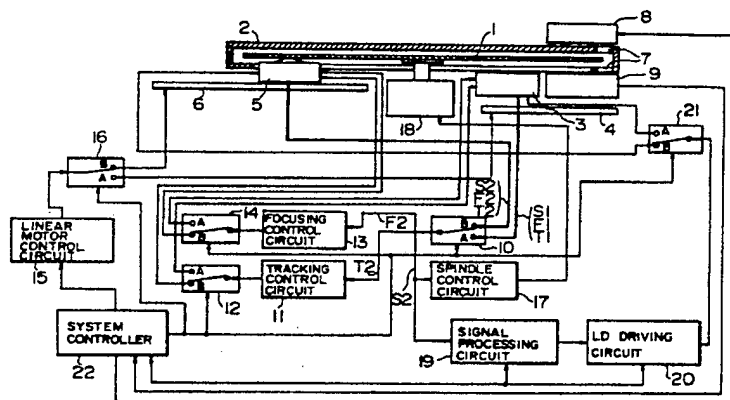 8
2
1
7
9
6
5
18
3
4
21
A
B
16
B
A
14
A
B
FOCUSING CONTROL CIRCUIT
13
F2
B
A
10
LINEAR MOTOR CONTROL CIRCUIT
15
A
B
12
TRACKING CONTROL CIRCUIT
11
T2
S2
SPINDLE CONTROL CIRCUIT
17
SYSTEM CONTROLLER
22
SIGNAL PROCESSING CIRCUIT
19
LD DRIVING CIRCUIT
20